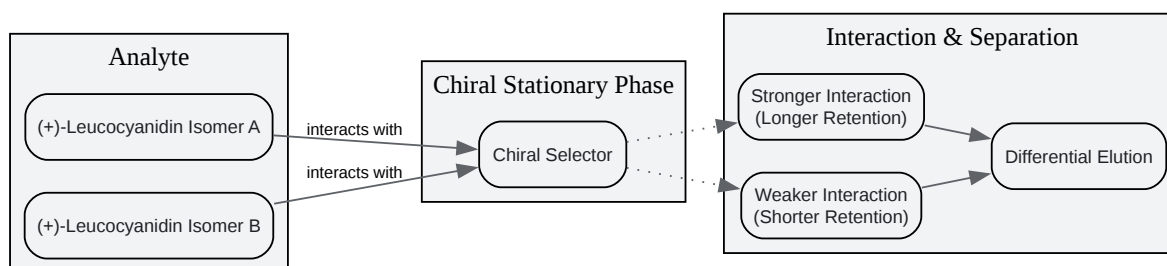 Analyte
(+)-Leucocyanidin Isomer A
(+)-Leucocyanidin Isomer B
interacts with
interacts with
Chiral Stationary Phase
Chiral Selector
Interaction & Separation
Stronger Interaction
(Longer Retention)
Weaker Interaction
(Shorter Retention)
Differential Elution